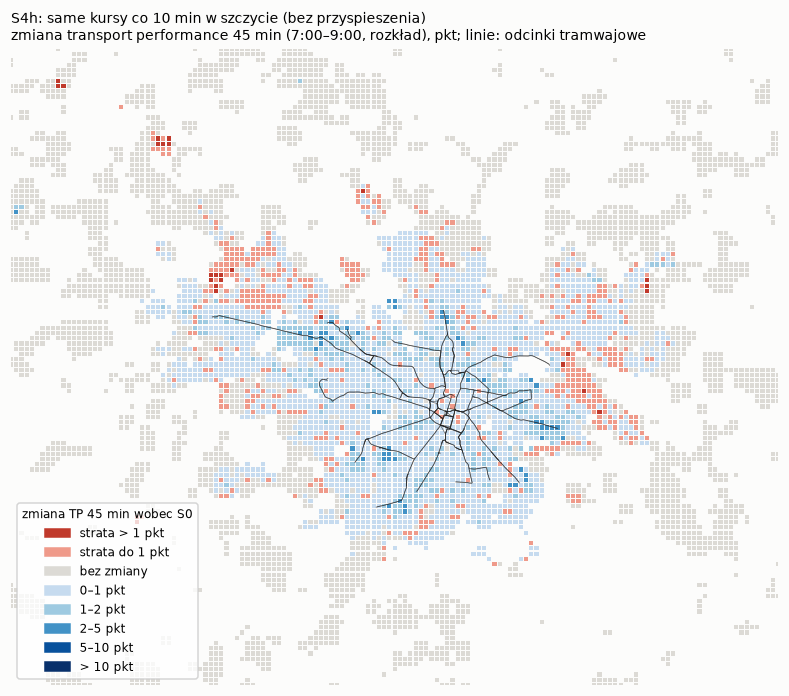 S4h: same kursy co 10 min w szczycie (bez przyspieszenia)
zmiana transport performance 45 min (7:00–9:00, rozkład), pkt; linie: odcinki tramwajowe
zmiana TP 45 min wobec S0
strata > 1 pkt
strata do 1 pkt
bez zmiany
0–1 pkt
1–2 pkt
2–5 pkt
5–10 pkt
> 10 pkt